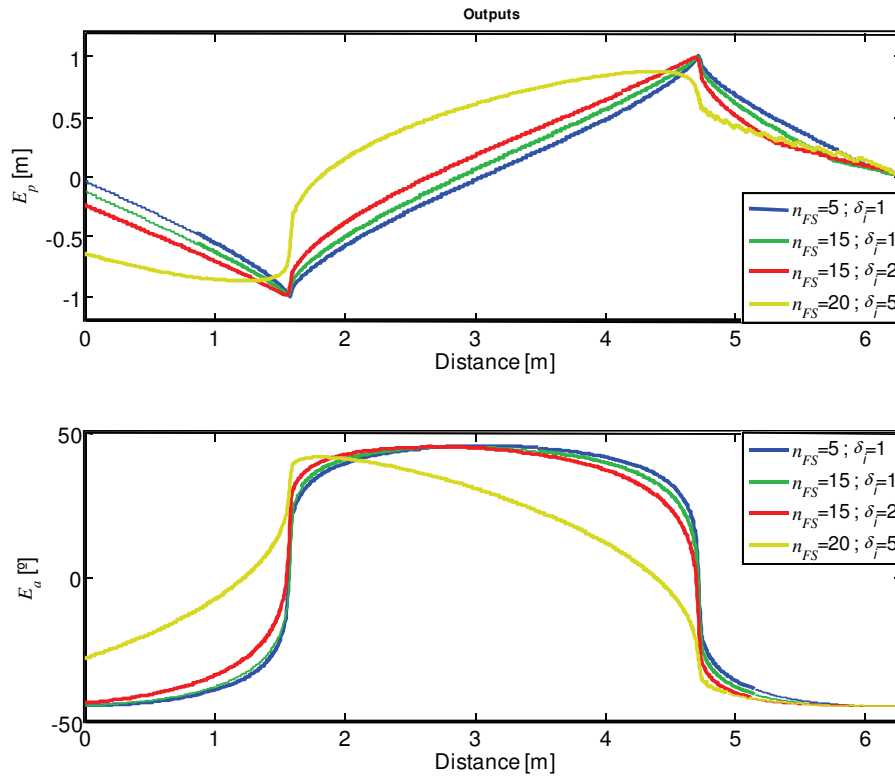 Outputs
1
0.5
0
-0.5
-1
E_p [m]
n_FS=5 ; δ_i=1
n_FS=15 ; δ_i=1
n_FS=15 ; δ_i=2
n_FS=20 ; δ_i=5
0 1 2 3 4 5 6
Distance [m]
50
0
-50
E_a [º]
n_FS=5 ; δ_i=1
n_FS=15 ; δ_i=1
n_FS=15 ; δ_i=2
n_FS=20 ; δ_i=5
0 1 2 3 4 5 6
Distance [m]